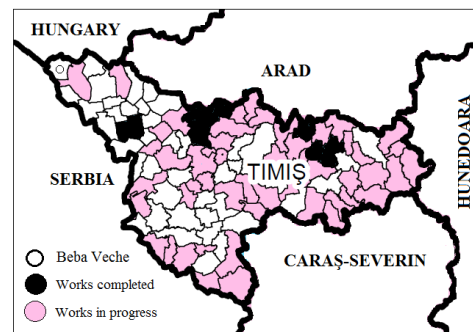 HUNGARY
ARAD
HUNEDOARA
TIMIŞ
SERBIA
CARAŞ-SEVERIN
Beba Veche
Works completed
Works in progress